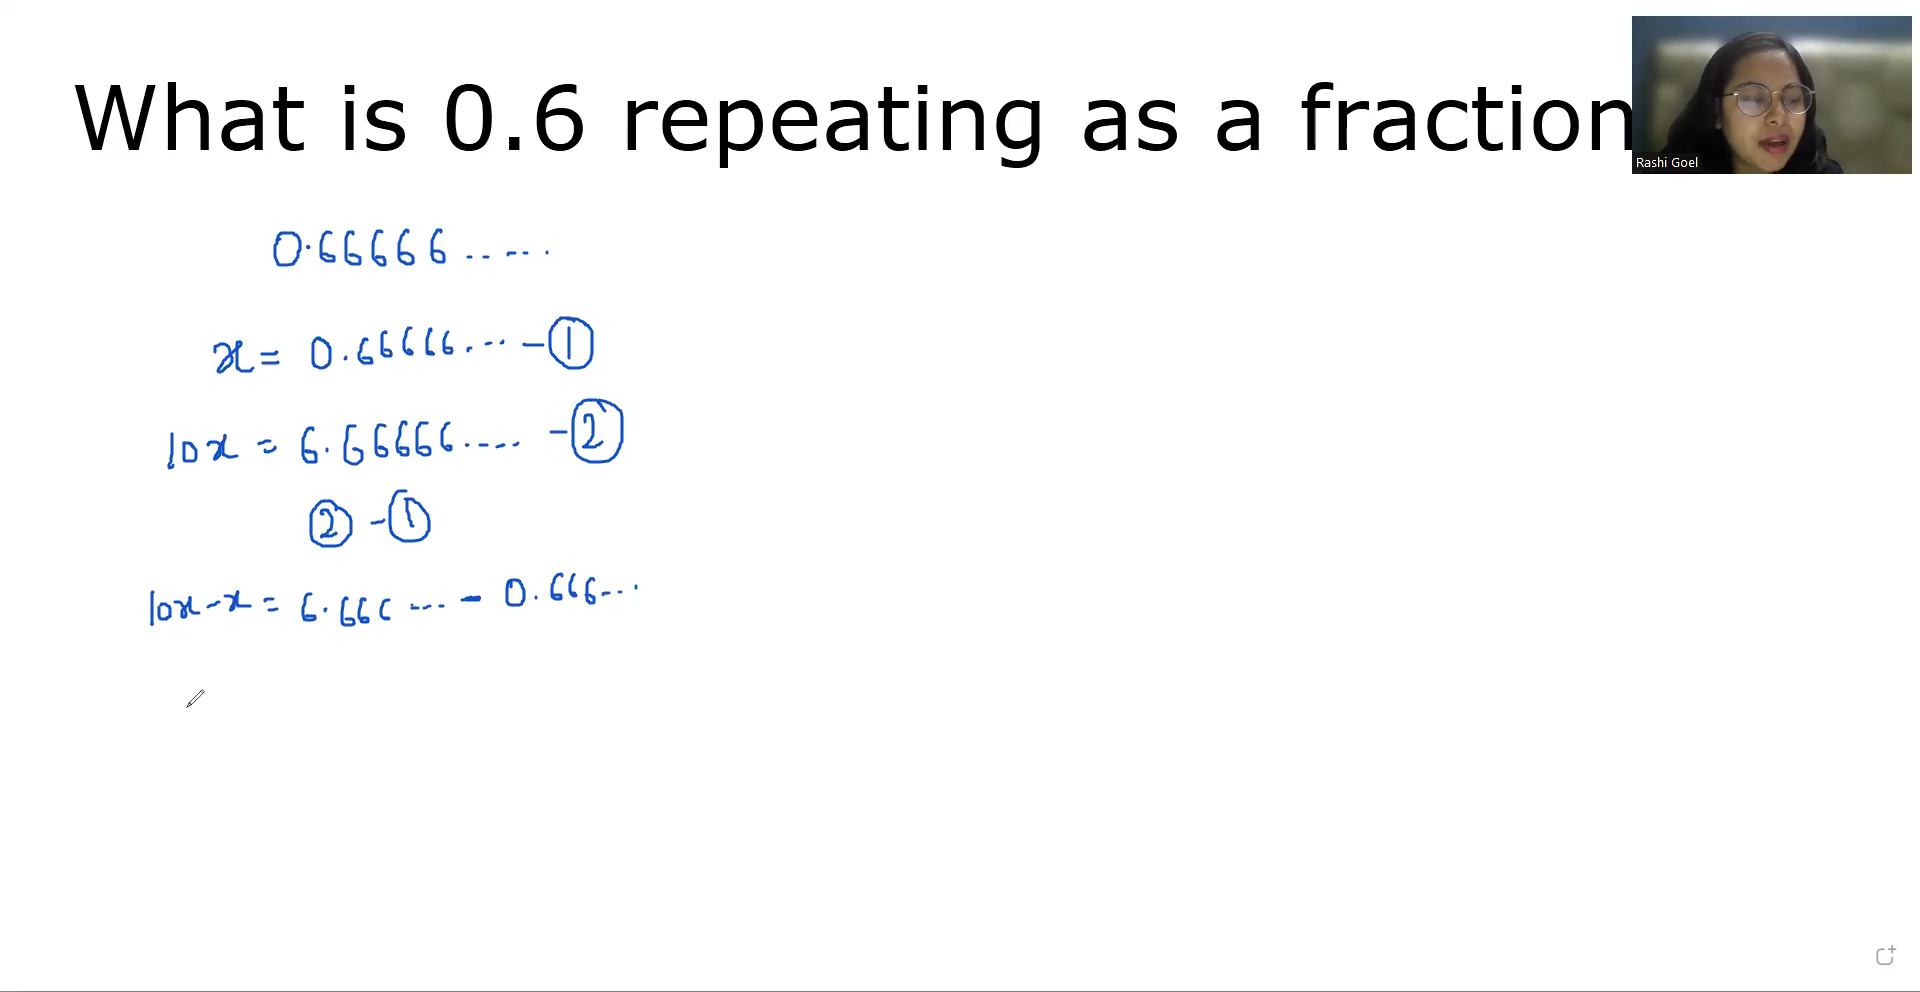 What is 0.6 repeating as a fraction
Rashi Goel
0.66666.....
x = 0.66666... - ①
10x = 6.66666.... - ②
② - ①
10x - x = 6.666... - 0.666...